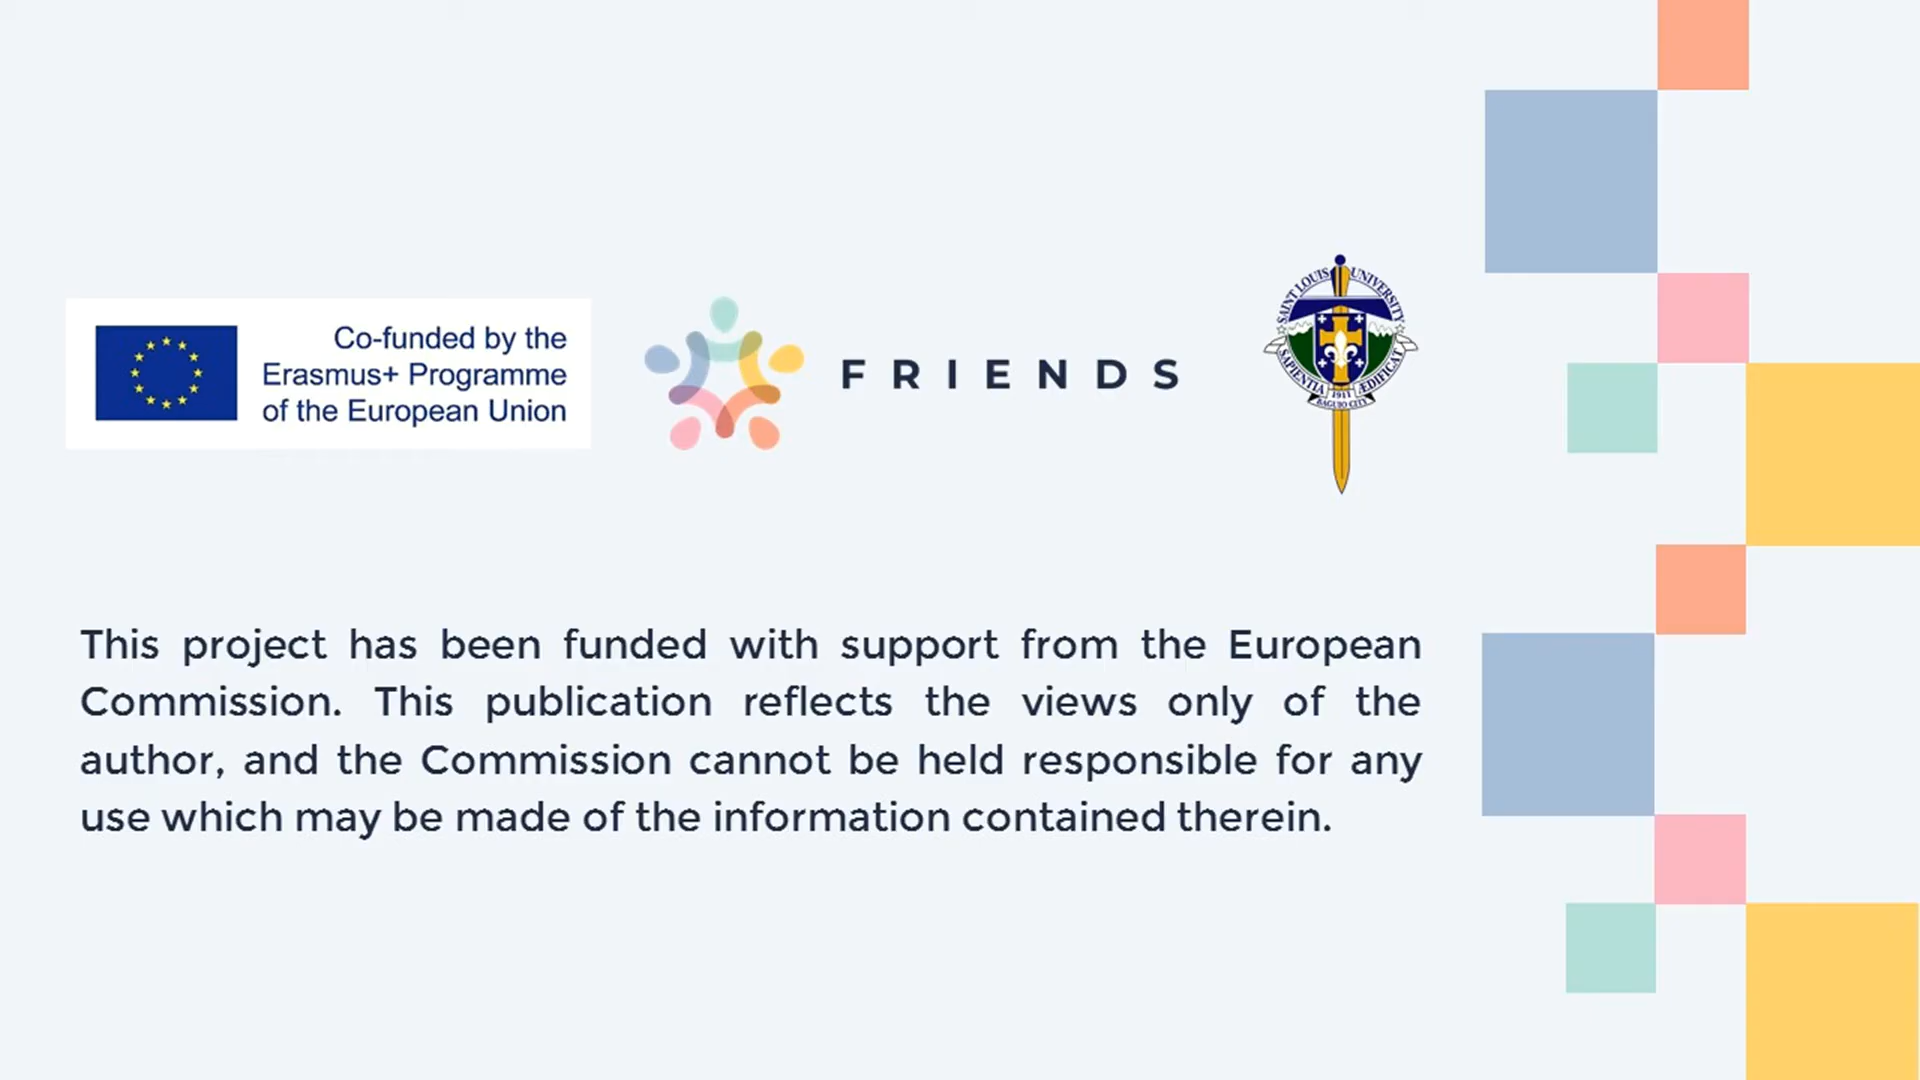 Co-funded by the
Erasmus+ Programme
of the European Union
FRIENDS
SAINT LOUIS UNIVERSITY
SAPIENTIA ÆDIFICAT
1911
BAGUIO CITY
This project has been funded with support from the European
Commission. This publication reflects the views only of the
author, and the Commission cannot be held responsible for any
use which may be made of the information contained therein.